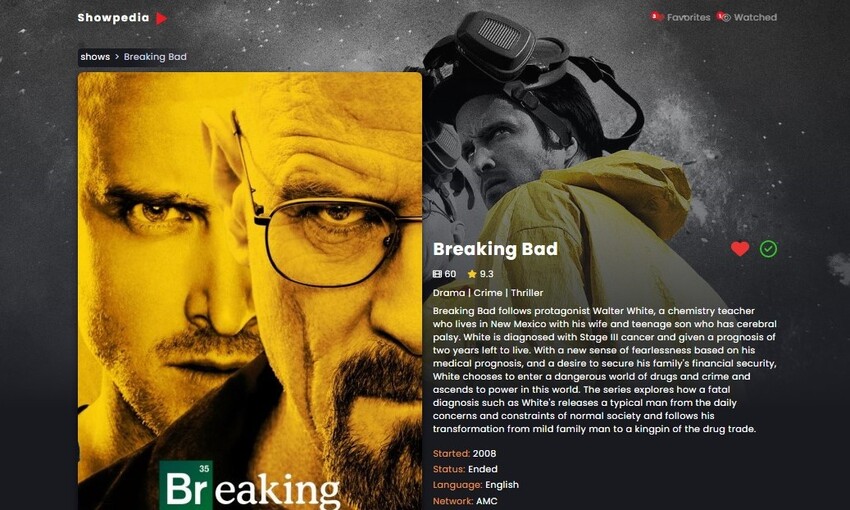 Showpedia
Favorites Watched
shows > Breaking Bad
Breaking Bad
60 9.3
Drama | Crime | Thriller
Breaking Bad follows protagonist Walter White, a chemistry teacher
who lives in New Mexico with his wife and teenage son who has cerebral
palsy. White is diagnosed with Stage III cancer and given a prognosis of
two years left to live. With a new sense of fearlessness based on his
medical prognosis, and a desire to secure his family's financial security,
White chooses to enter a dangerous world of drugs and crime and
ascends to power in this world. The series explores how a fatal
diagnosis such as White's releases a typical man from the daily
concerns and constraints of normal society and follows his
transformation from mild family man to a kingpin of the drug trade.
Started: 2008
Status: Ended
Language: English
Network: AMC
35
Breaking